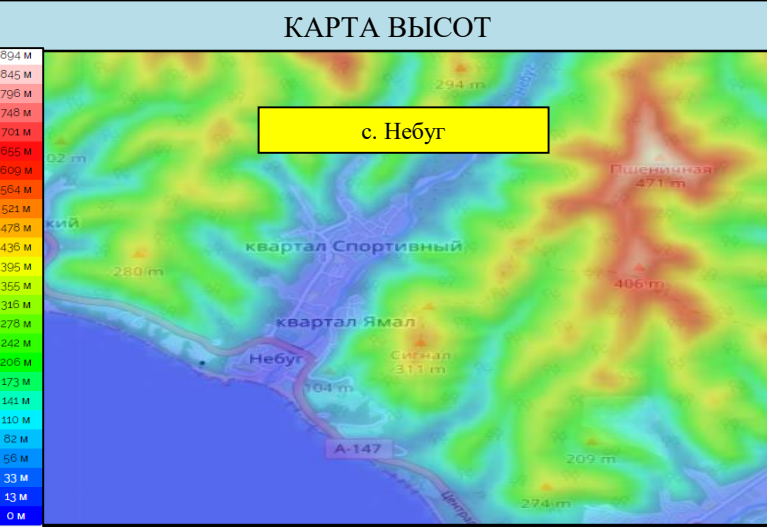 КАРТА ВЫСОТ
894 м
845 м
796 м
748 м
701 м
655 м
609 м
564 м
521 м
478 м
436 м
395 м
355 м
316 м
278 м
242 м
206 м
173 м
141 м
110 м
82 м
56 м
33 м
13 м
0 м
294 m
с. Небуг
02 m
Пшеничная
471 m
кий
квартал Спортивный
280 m
406 m
квартал Ямал
Небуг
Сигнал
311 m
104 m
А-147
209 m
274 m
Центра